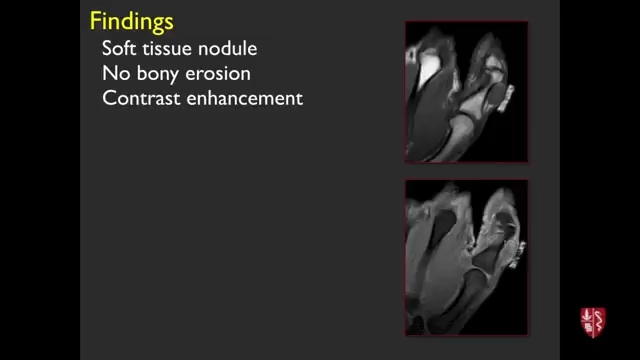 Findings
Soft tissue nodule
No bony erosion
Contrast enhancement